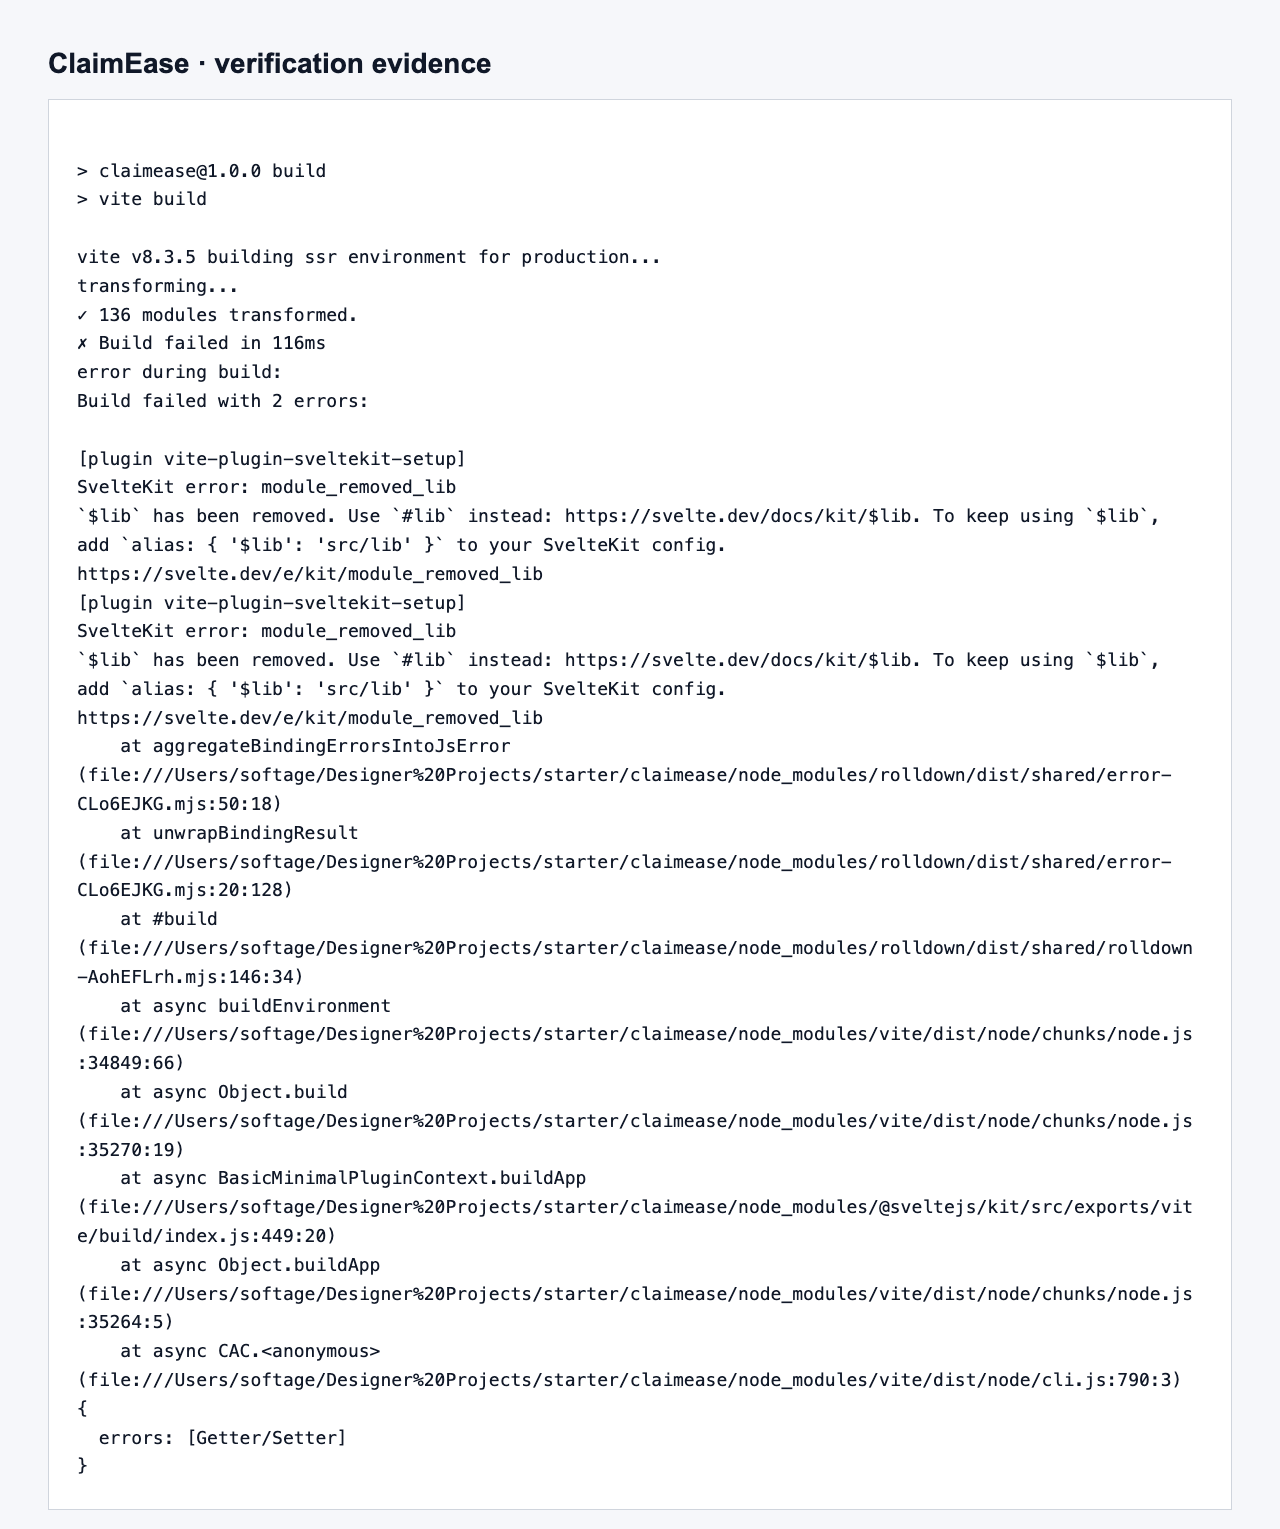 ClaimEase · verification evidence
> claimease@1.0.0 build
> vite build
vite v8.3.5 building ssr environment for production...
transforming...
✓ 136 modules transformed.
✗ Build failed in 116ms
error during build:
Build failed with 2 errors:
[plugin vite-plugin-sveltekit-setup]
SvelteKit error: module_removed_lib
`$lib` has been removed. Use `#lib` instead: https://svelte.dev/docs/kit/$lib. To keep using `$lib`,
add `alias: { '$lib': 'src/lib' }` to your SvelteKit config.
https://svelte.dev/e/kit/module_removed_lib
[plugin vite-plugin-sveltekit-setup]
SvelteKit error: module_removed_lib
`$lib` has been removed. Use `#lib` instead: https://svelte.dev/docs/kit/$lib. To keep using `$lib`,
add `alias: { '$lib': 'src/lib' }` to your SvelteKit config.
https://svelte.dev/e/kit/module_removed_lib
    at aggregateBindingErrorsIntoJsError
(file:///Users/softage/Designer%20Projects/starter/claimease/node_modules/rolldown/dist/shared/error-
CLo6EJKG.mjs:50:18)
    at unwrapBindingResult
(file:///Users/softage/Designer%20Projects/starter/claimease/node_modules/rolldown/dist/shared/error-
CLo6EJKG.mjs:20:128)
    at #build
(file:///Users/softage/Designer%20Projects/starter/claimease/node_modules/rolldown/dist/shared/rolldown
-AohEFLrh.mjs:146:34)
    at async buildEnvironment
(file:///Users/softage/Designer%20Projects/starter/claimease/node_modules/vite/dist/node/chunks/node.js
:34849:66)
    at async Object.build
(file:///Users/softage/Designer%20Projects/starter/claimease/node_modules/vite/dist/node/chunks/node.js
:35270:19)
    at async BasicMinimalPluginContext.buildApp
(file:///Users/softage/Designer%20Projects/starter/claimease/node_modules/@sveltejs/kit/src/exports/vit
e/build/index.js:449:20)
    at async Object.buildApp
(file:///Users/softage/Designer%20Projects/starter/claimease/node_modules/vite/dist/node/chunks/node.js
:35264:5)
    at async CAC.<anonymous>
(file:///Users/softage/Designer%20Projects/starter/claimease/node_modules/vite/dist/node/cli.js:790:3)
{
  errors: [Getter/Setter]
}